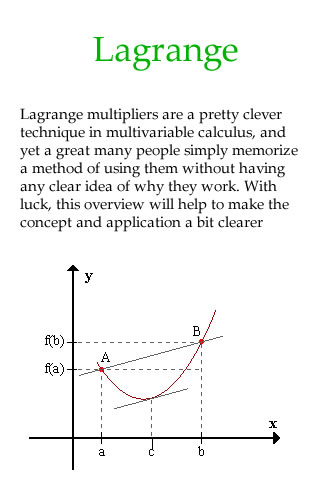 Lagrange
Lagrange multipliers are a pretty clever
technique in multivariable calculus, and
yet a great many people simply memorize
a method of using them without having
any clear idea of why they work. With
luck, this overview will help to make the
concept and application a bit clearer
y
f(b)
B
A
f(a)
x
a
c
b